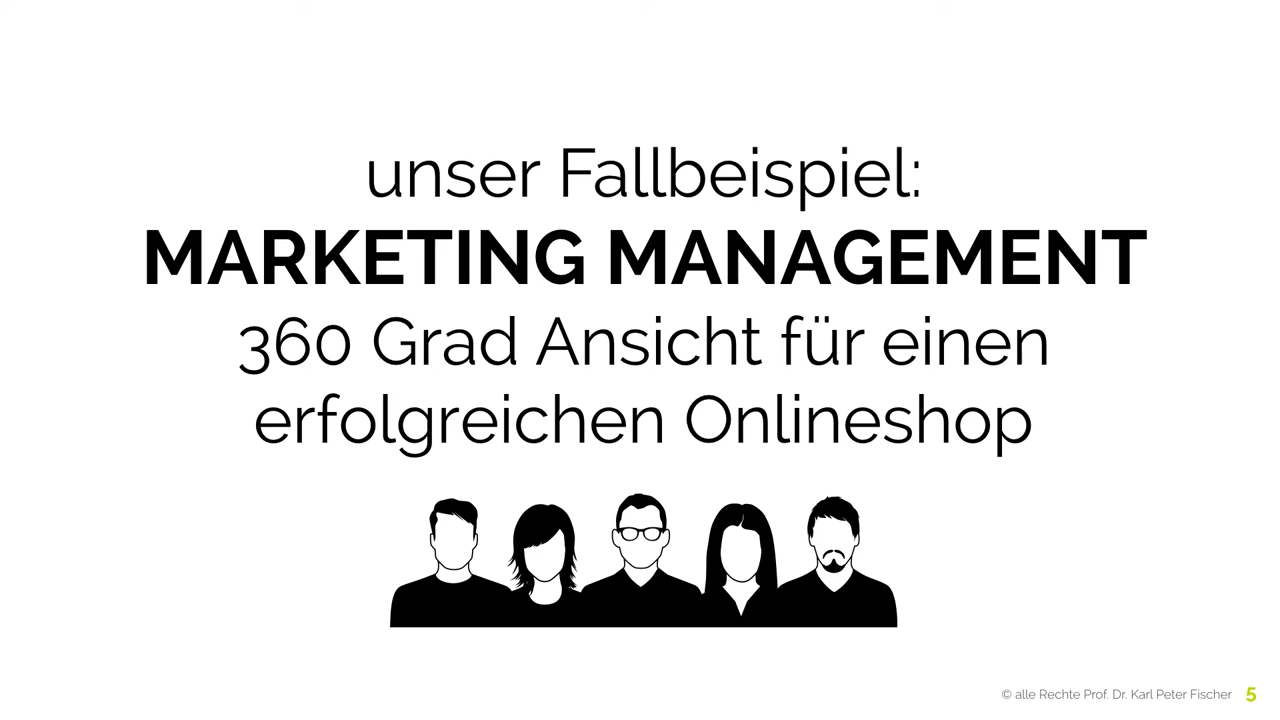 unser Fallbeispiel:
MARKETING MANAGEMENT
360 Grad Ansicht für einen
erfolgreichen Onlineshop
© alle Rechte Prof. Dr. Karl Peter Fischer 5